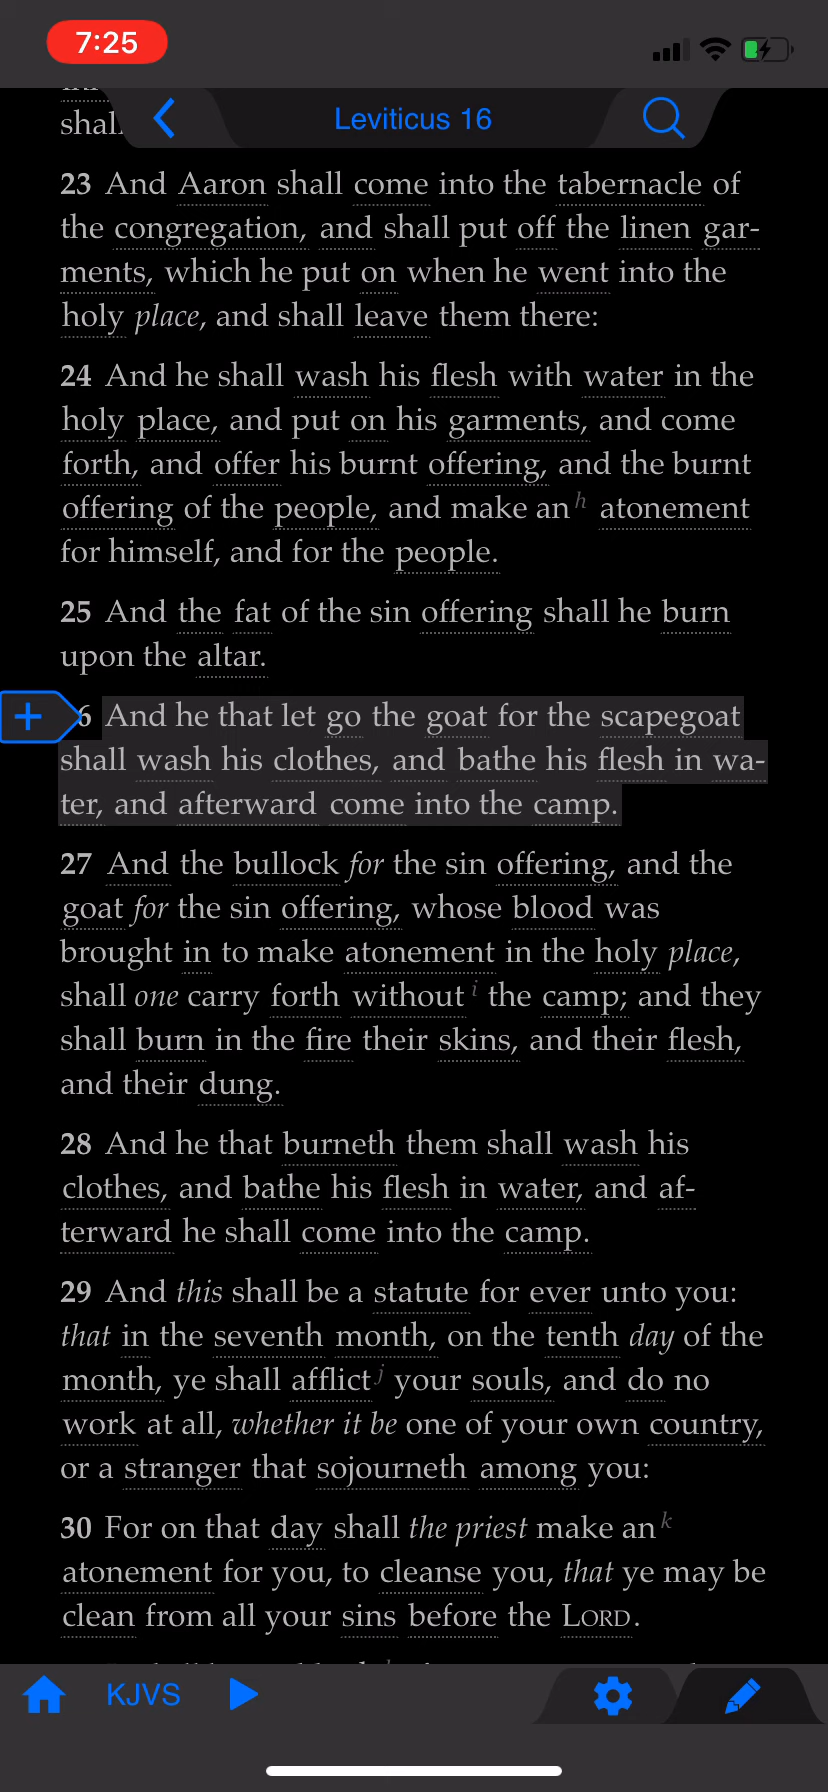 7:25
shall
Leviticus 16
23 And Aaron shall come into the tabernacle of
the congregation, and shall put off the linen gar-
ments, which he put on when he went into the
holy place, and shall leave them there:
24 And he shall wash his flesh with water in the
holy place, and put on his garments, and come
forth, and offer his burnt offering, and the burnt
offering of the people, and make an h atonement
for himself, and for the people.
25 And the fat of the sin offering shall he burn
upon the altar.
6 And he that let go the goat for the scapegoat
shall wash his clothes, and bathe his flesh in wa-
ter, and afterward come into the camp.
27 And the bullock for the sin offering, and the
goat for the sin offering, whose blood was
brought in to make atonement in the holy place,
shall one carry forth without i the camp; and they
shall burn in the fire their skins, and their flesh,
and their dung.
28 And he that burneth them shall wash his
clothes, and bathe his flesh in water, and af-
terward he shall come into the camp.
29 And this shall be a statute for ever unto you:
that in the seventh month, on the tenth day of the
month, ye shall afflict j your souls, and do no
work at all, whether it be one of your own country,
or a stranger that sojourneth among you:
30 For on that day shall the priest make an k
atonement for you, to cleanse you, that ye may be
clean from all your sins before the LORD.
KJVS